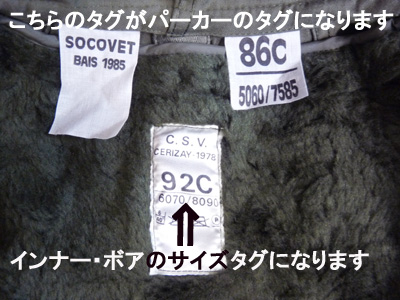 こちらのタグがパーカーのタグになります
SOCOVET
BAIS 1985
86C
5060/7585
C. S. V.
CERIZAY-1978
92C
6070/8090
インナー・ボアのサイズタグになります